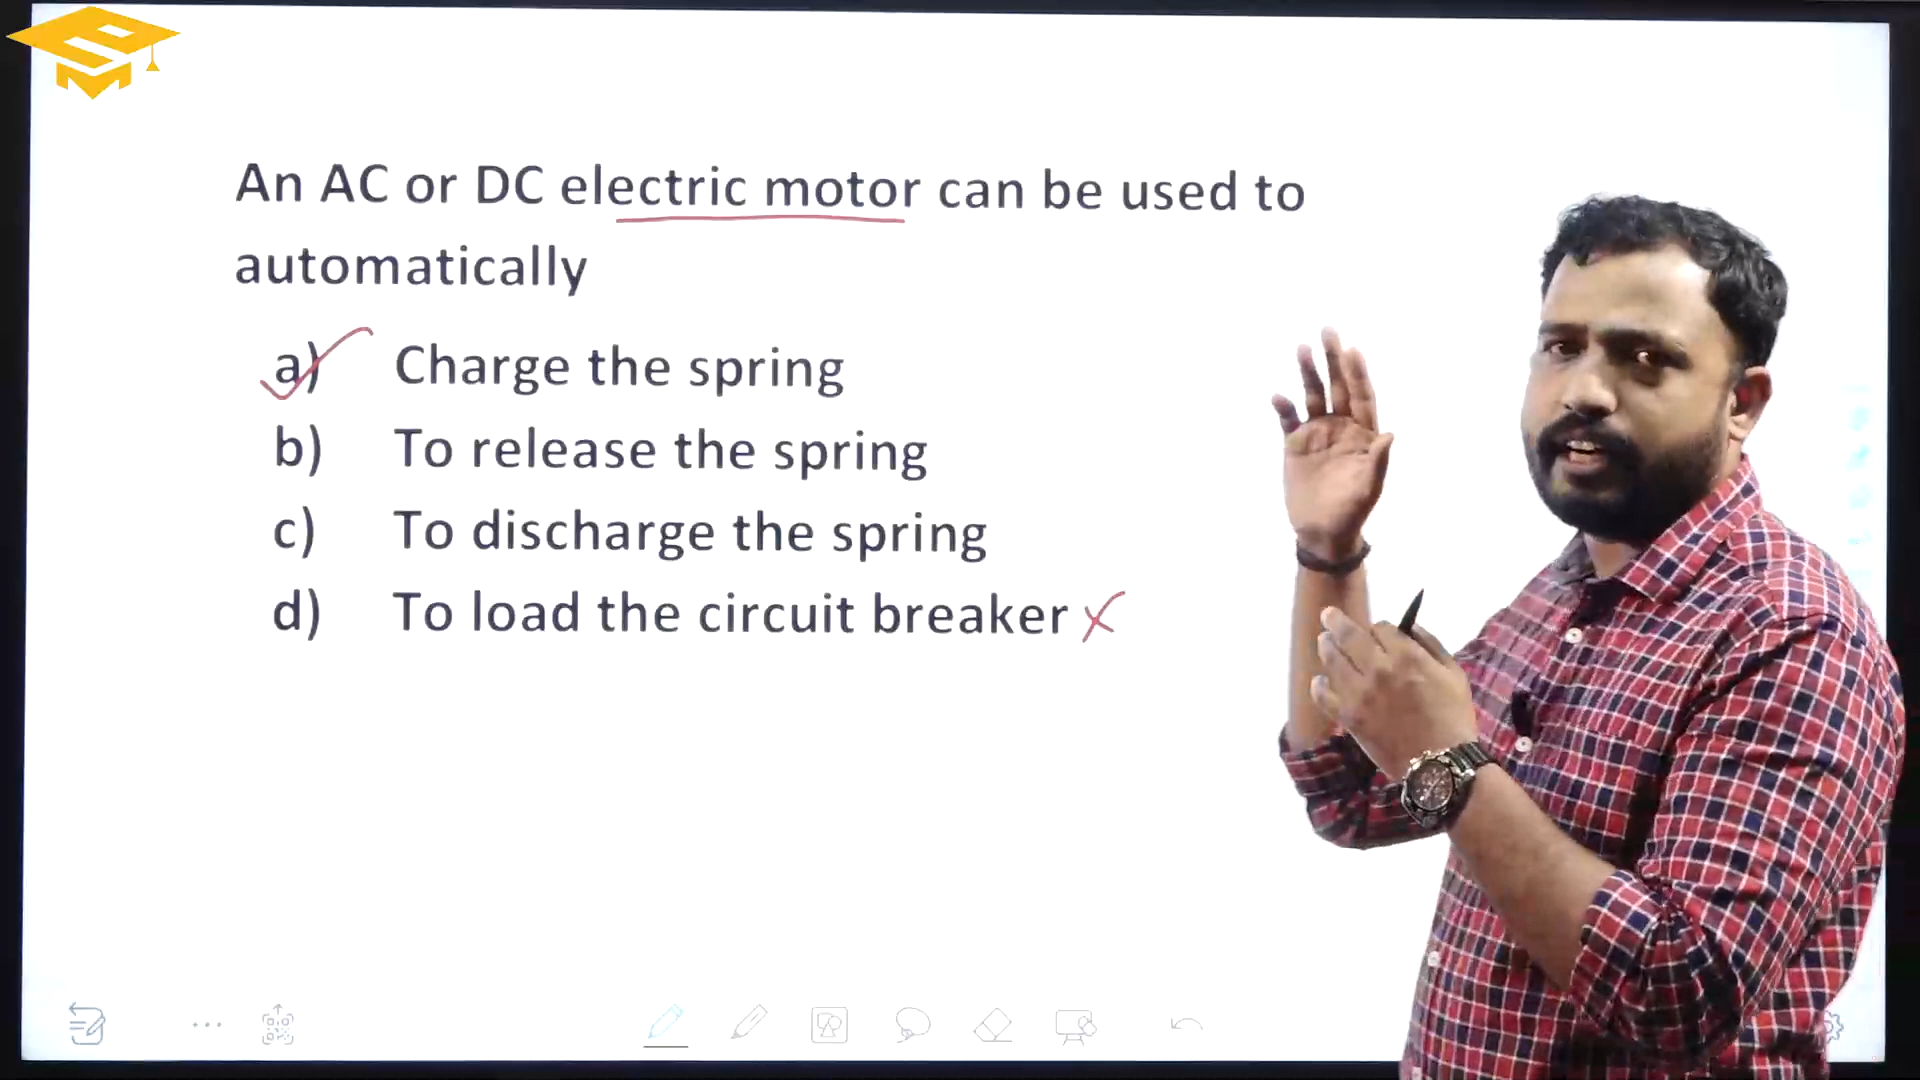 An AC or DC electric motor can be used to
automatically
a) Charge the spring
b) To release the spring
c) To discharge the spring
d) To load the circuit breaker